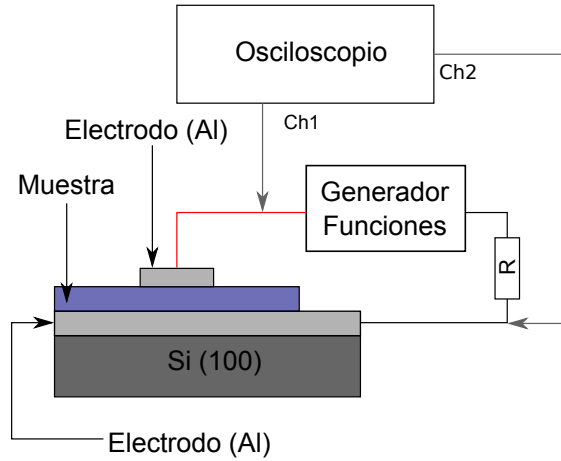 Osciloscopio
Ch2
Ch1
Electrodo (Al)
Muestra
Generador
Funciones
R
Si (100)
Electrodo (Al)